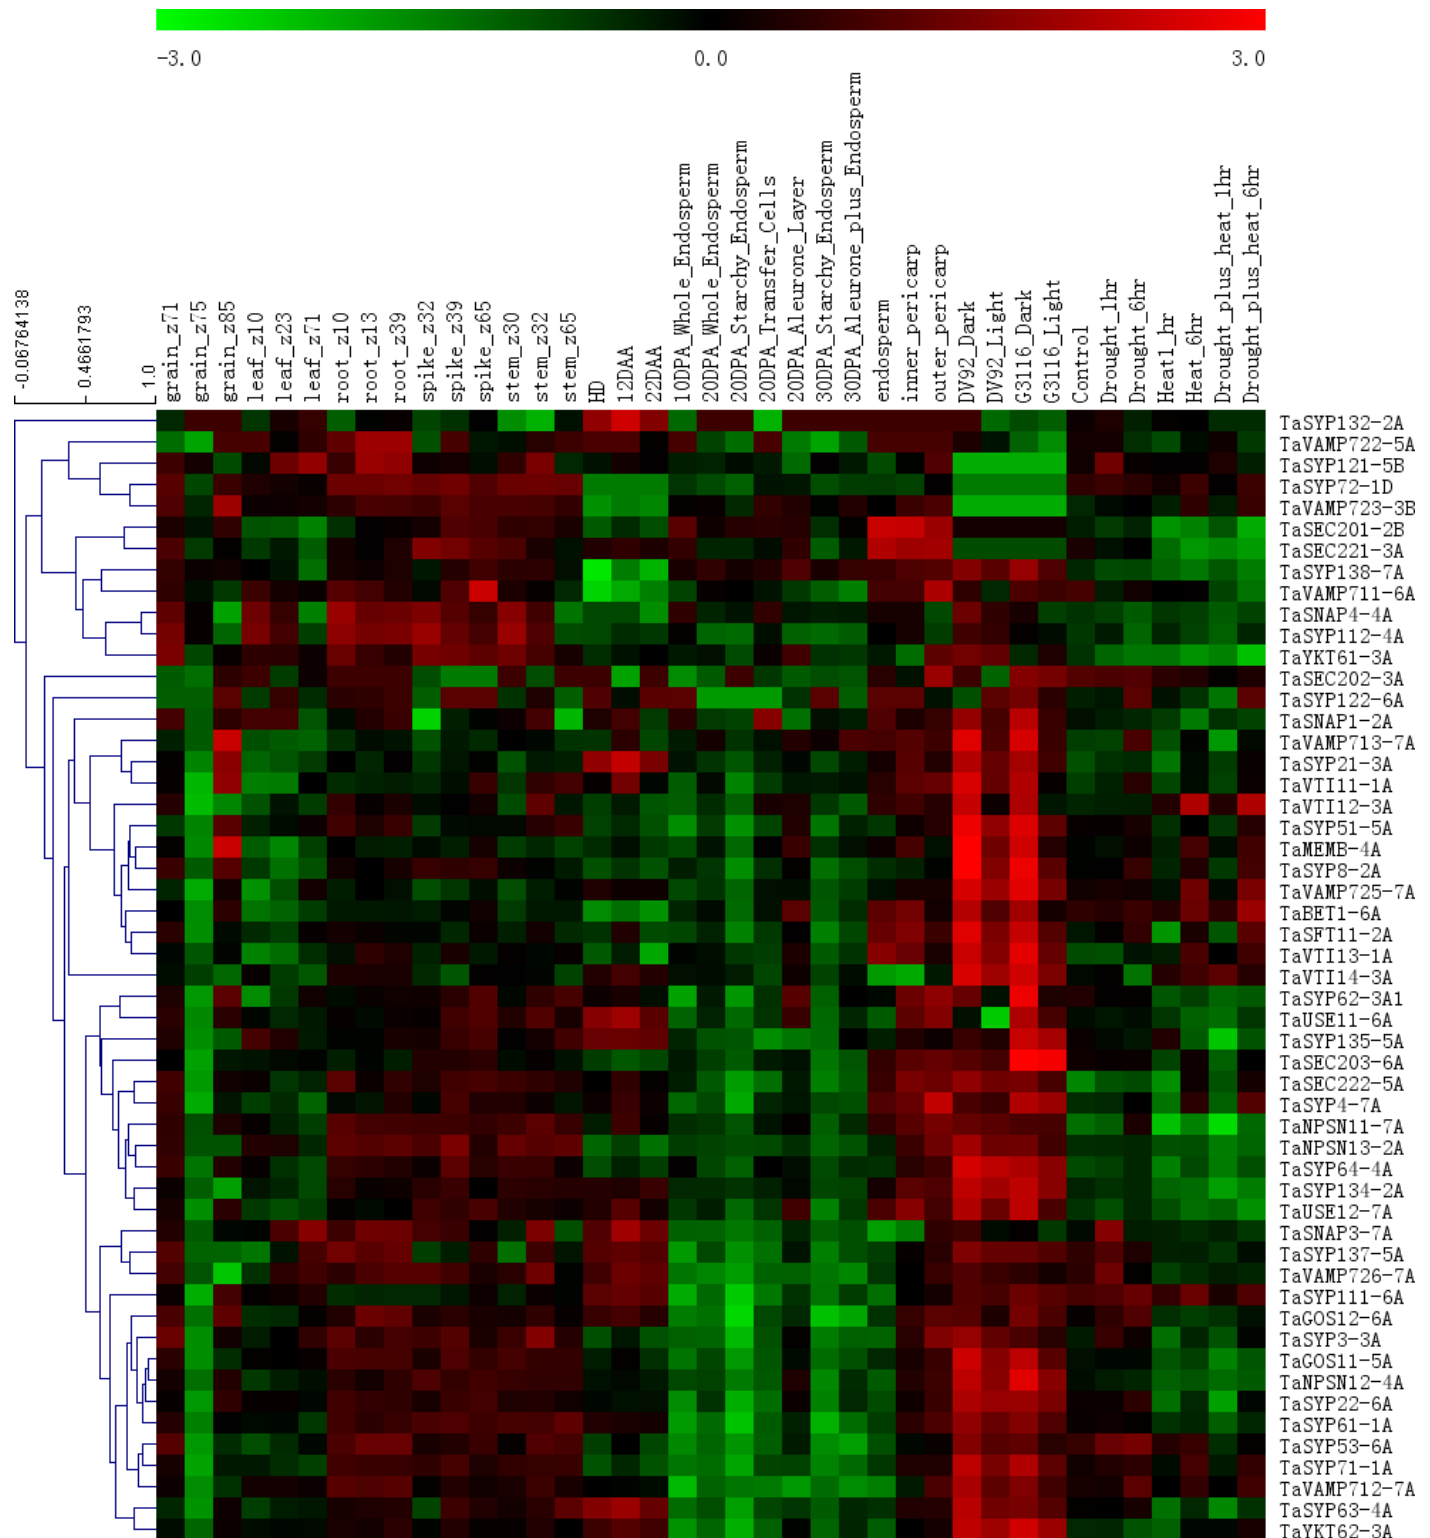 -3.0 0.0 3.0
-0.06764138
0.4661793
1.0
grain_z71
grain_z75
grain_z85
leaf_z10
leaf_z23
leaf_z71
root_z10
root_z13
root_z39
spike_z32
spike_z39
spike_z65
stem_z30
stem_z32
stem_z65
HD
12DAA
22DAA
10DPA_Whole_Endosperm
20DPA_Whole_Endosperm
20DPA_Starchy_Endosperm
20DPA_Transfer_Cells
20DPA_Aleurone_Layer
30DPA_Starchy_Endosperm
30DPA_Aleurone_plus_Endosperm
endosperm
inner_pericarp
outer_pericarp
DV92_Dark
DV92_Light
G3116_Dark
G3116_Light
Control
Drought_1hr
Drought_6hr
Heat1_hr
Heat_6hr
Drought_plus_heat_1hr
Drought_plus_heat_6hr
TaSYP132-2A
TaVAMP722-5A
TaSYP121-5B
TaSYP72-1D
TaVAMP723-3B
TaSEC201-2B
TaSEC221-3A
TaSYP138-7A
TaVAMP711-6A
TaSNAP4-4A
TaSYP112-4A
TaYKT61-3A
TaSEC202-3A
TaSYP122-6A
TaSNAP1-2A
TaVAMP713-7A
TaSYP21-3A
TaVTI11-1A
TaVTI12-3A
TaSYP51-5A
TaMEMB-4A
TaSYP8-2A
TaVAMP725-7A
TaBET1-6A
TaSFT11-2A
TaVTI13-1A
TaVTI14-3A
TaSYP62-3A1
TaUSE11-6A
TaSYP135-5A
TaSEC203-6A
TaSEC222-5A
TaSYP4-7A
TaNPSN11-7A
TaNPSN13-2A
TaSYP64-4A
TaSYP134-2A
TaUSE12-7A
TaSNAP3-7A
TaSYP137-5A
TaVAMP726-7A
TaSYP111-6A
TaGOS12-6A
TaSYP3-3A
TaGOS11-5A
TaNPSN12-4A
TaSYP22-6A
TaSYP61-1A
TaSYP53-6A
TaSYP71-1A
TaVAMP712-7A
TaSYP63-4A
TaYKT62-3A